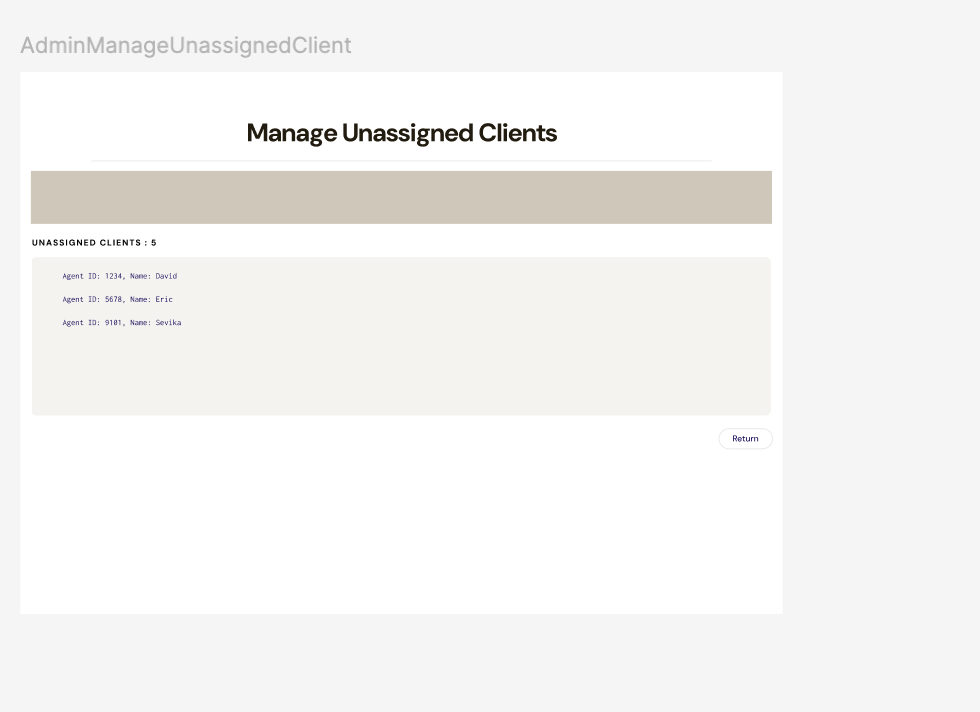 AdminManageUnassignedClient
Manage Unassigned Clients
UNASSIGNED CLIENTS : 5
Agent ID: 1234, Name: David
Agent ID: 5678, Name: Eric
Agent ID: 9101, Name: Sevika
Return